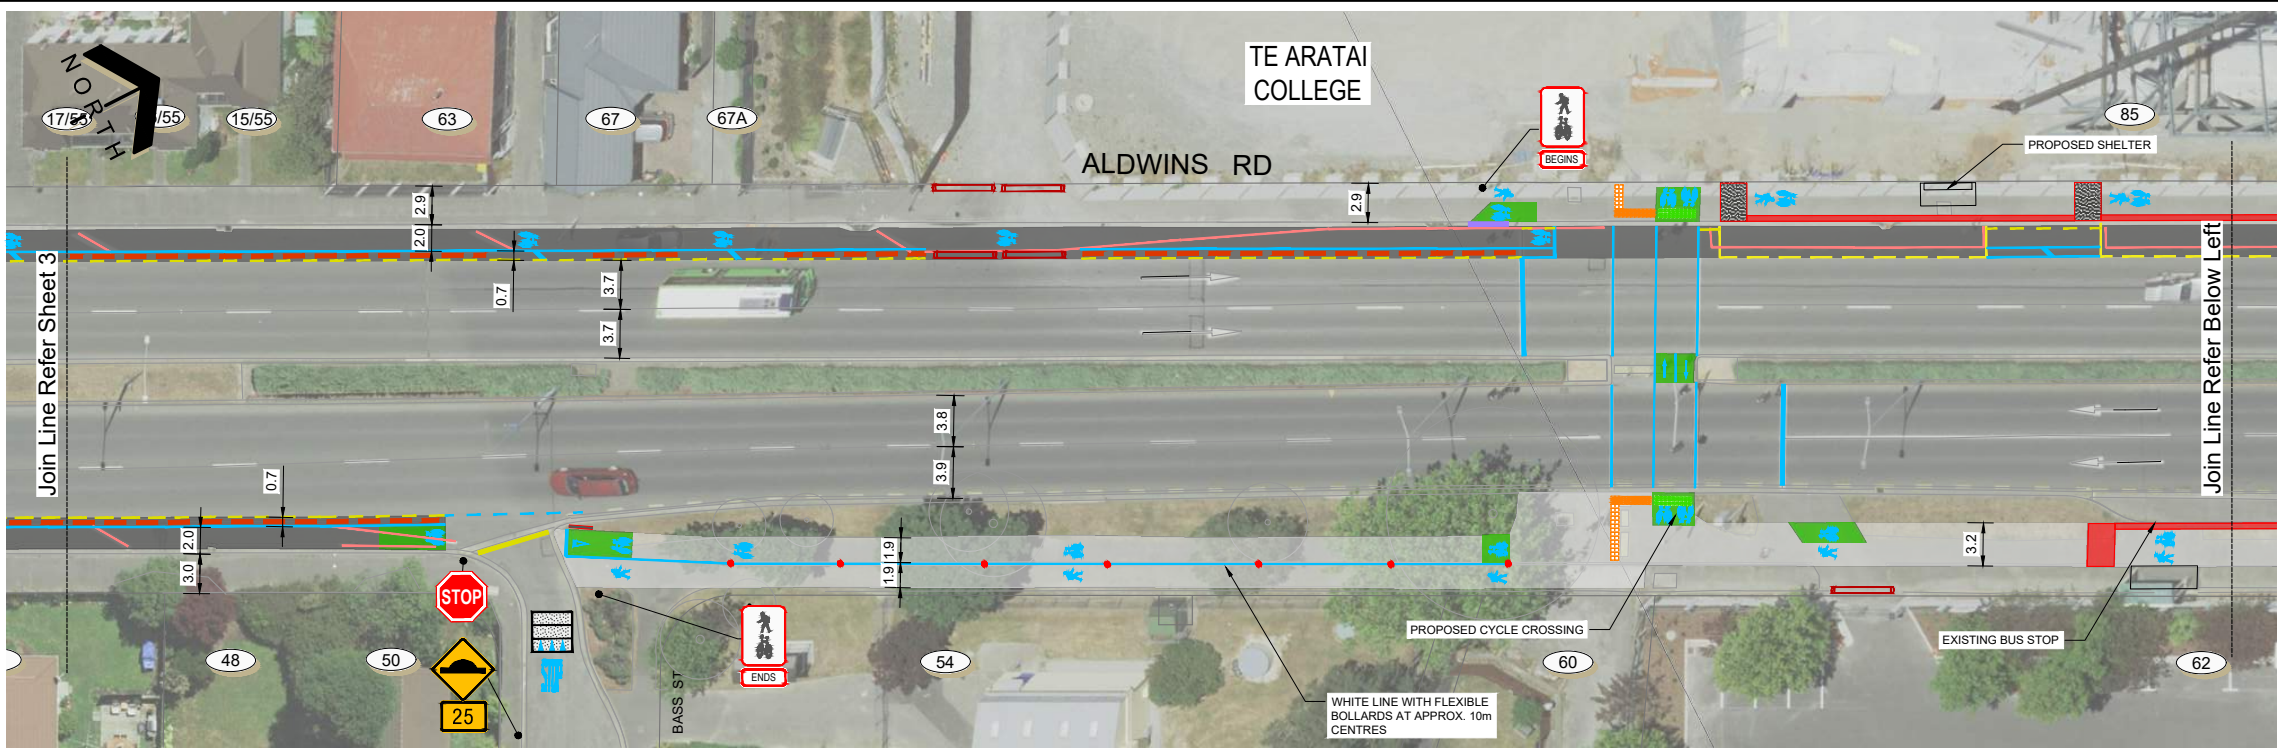 NORTH
17/55
/55
15/55
63
67
67A
TE ARATAI
COLLEGE
BEGINS
85
PROPOSED SHELTER
ALDWINS RD
2.9
2.0
2.9
0.7
3.7
3.7
Join Line Refer Sheet 3
Join Line Refer Below Left
3.8
3.9
0.7
2.0
3.0
1.9
1.9
3.2
STOP
25
48
50
BASS ST
ENDS
54
PROPOSED CYCLE CROSSING
60
EXISTING BUS STOP
62
WHITE LINE WITH FLEXIBLE
BOLLARDS AT APPROX. 10m
CENTRES